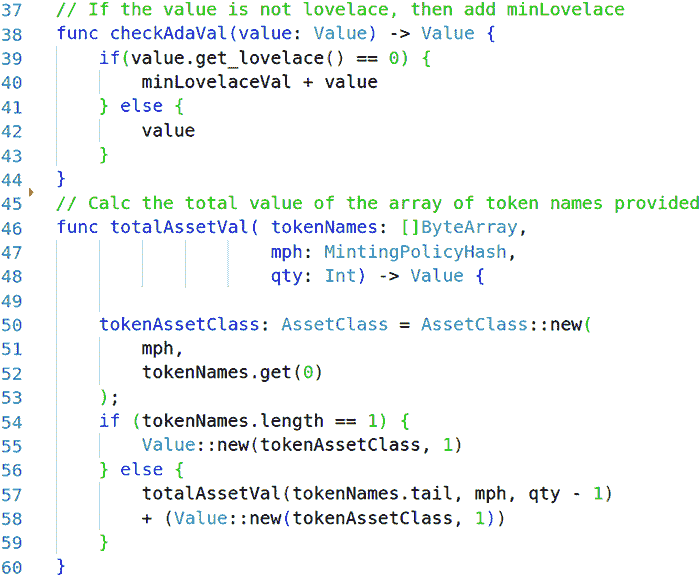 37 // If the value is not lovelace, then add minLovelace
38 func checkAdaVal(value: Value) -> Value {
39     if(value.get_lovelace() == 0) {
40         minLovelaceVal + value
41     } else {
42         value
43     }
44 }
45 // Calc the total value of the array of token names provided
46 func totalAssetVal( tokenNames: []ByteArray,
47                     mph: MintingPolicyHash,
48                     qty: Int) -> Value {
49
50     tokenAssetClass: AssetClass = AssetClass::new(
51         mph,
52         tokenNames.get(0)
53     );
54     if (tokenNames.length == 1) {
55         Value::new(tokenAssetClass, 1)
56     } else {
57         totalAssetVal(tokenNames.tail, mph, qty - 1)
58         + (Value::new(tokenAssetClass, 1))
59     }
60 }